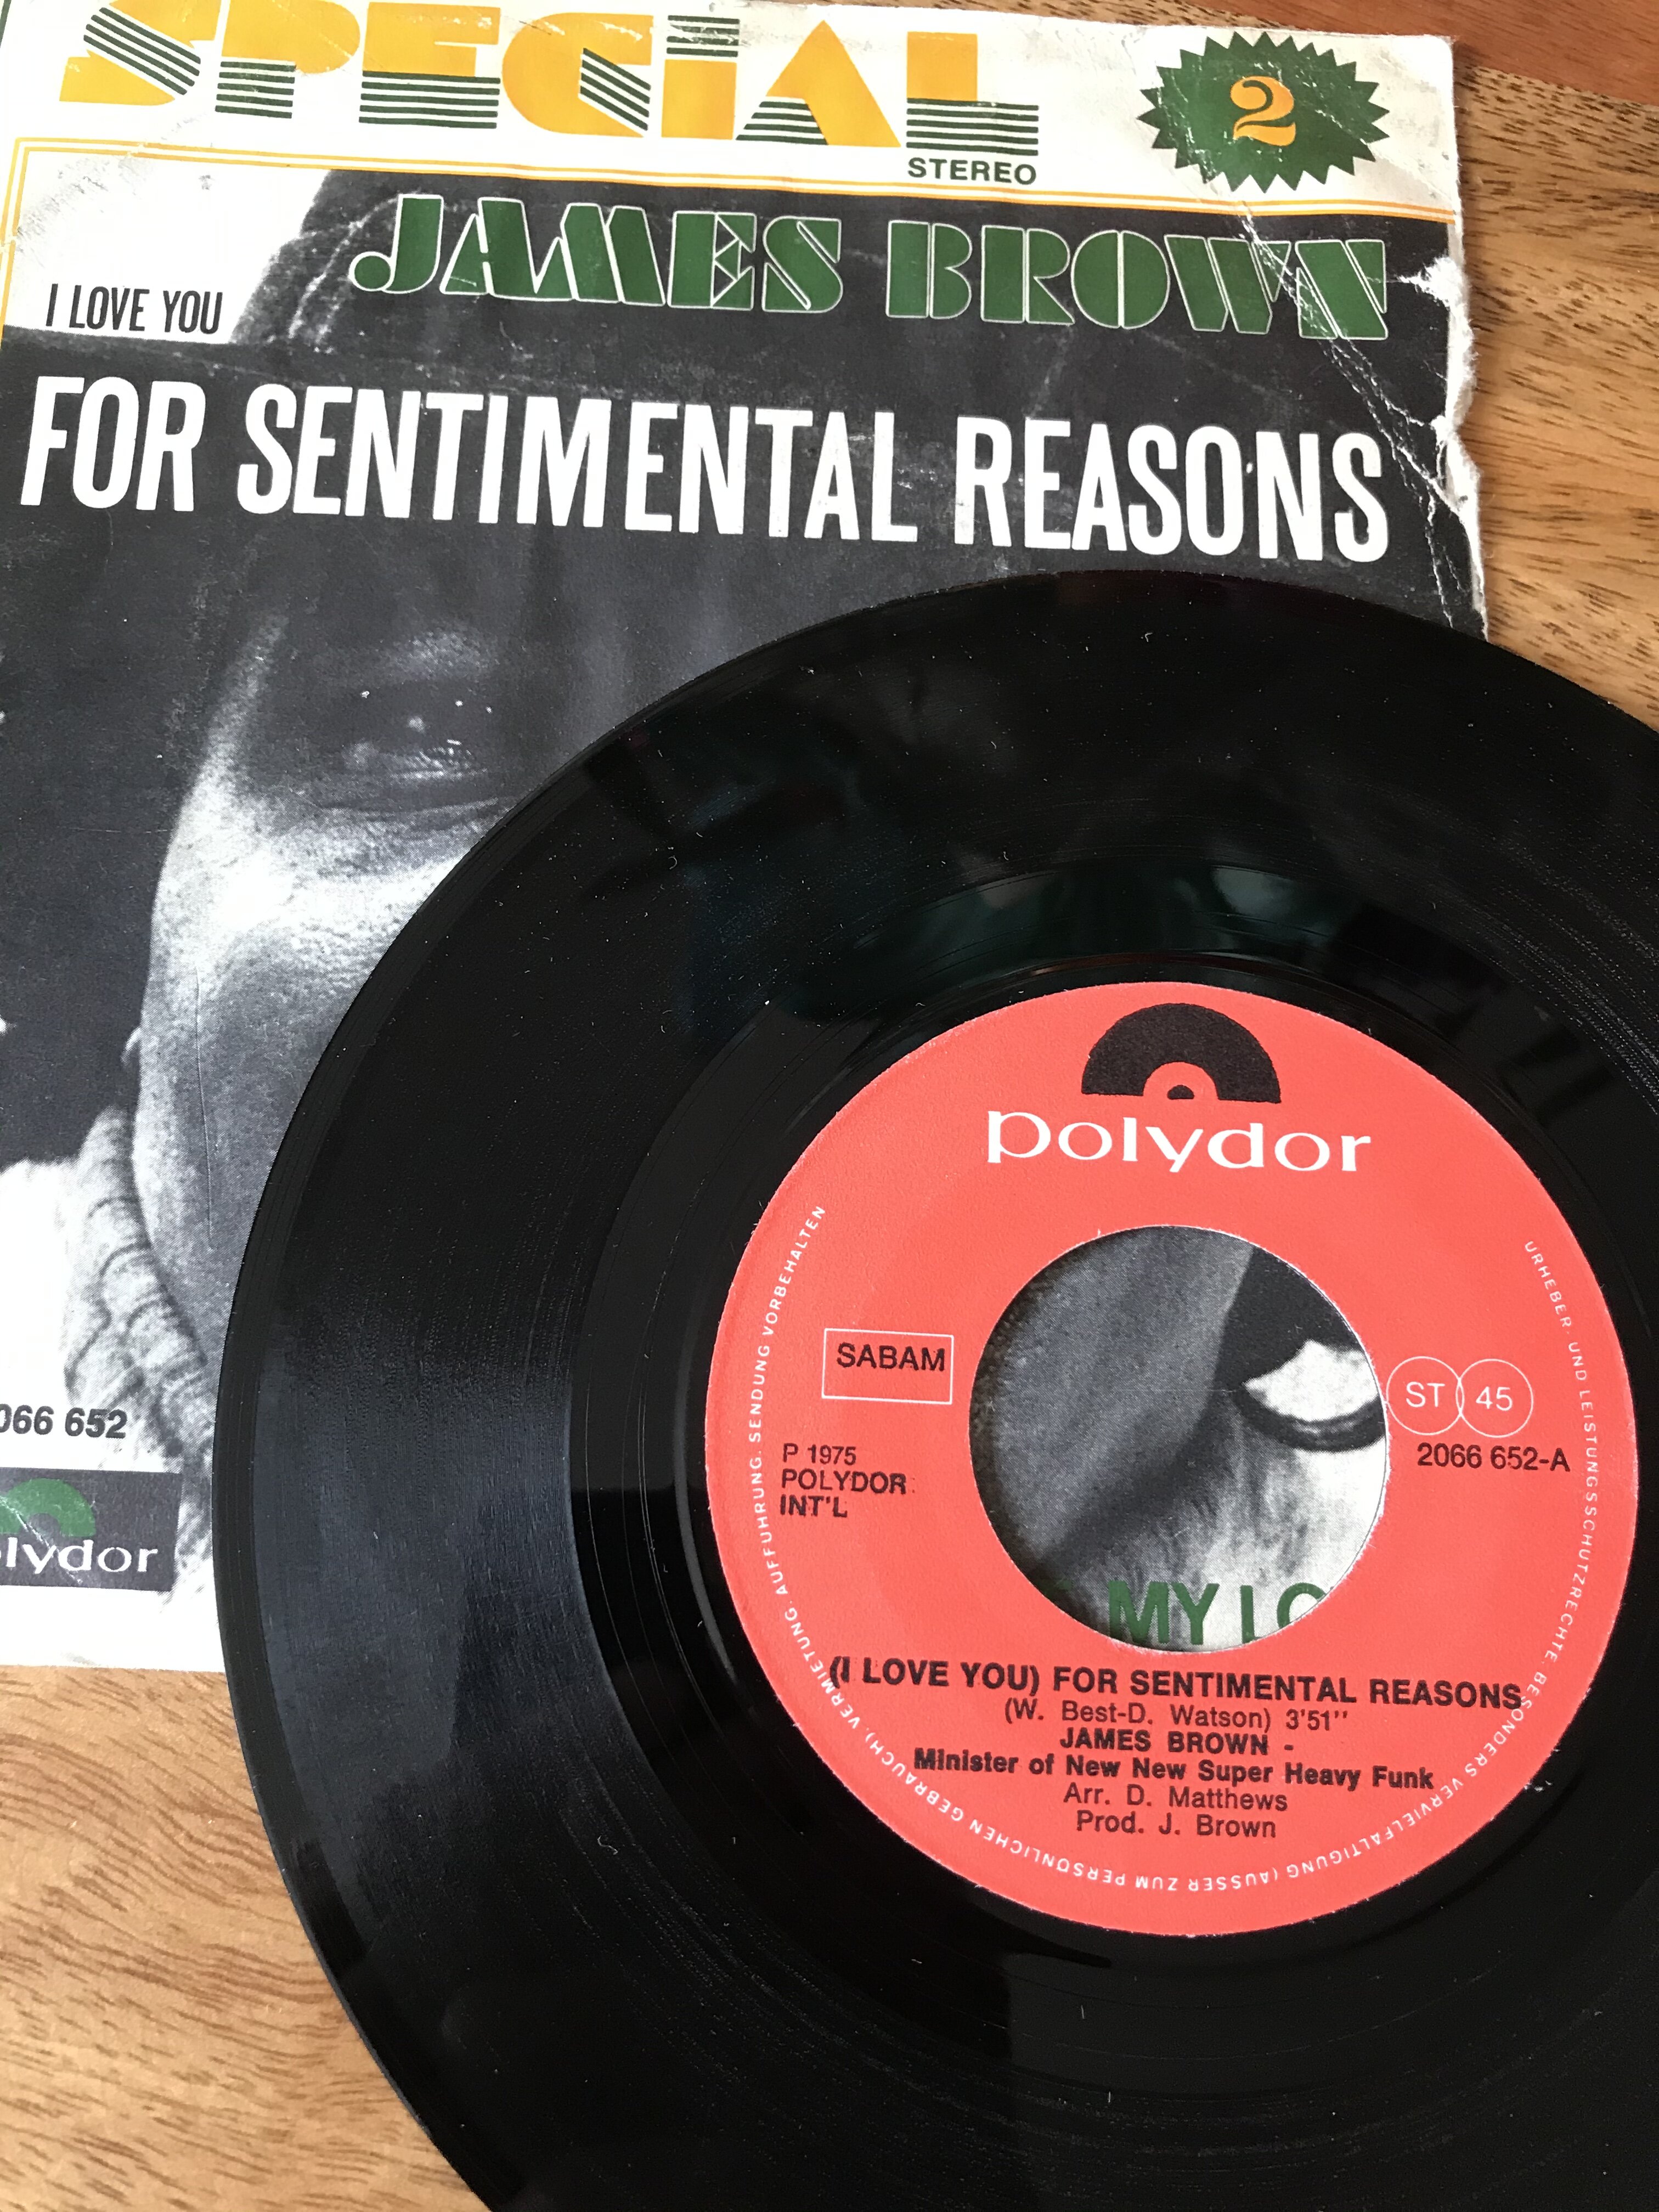 SPECIAL
STEREO
2
JAMES BROWN
I LOVE YOU
FOR SENTIMENTAL REASONS
066 652
lydor
polydor
SABAM
ST 45
P 1975
POLYDOR
INT'L
2066 652-A
MY LO
(I LOVE YOU) FOR SENTIMENTAL REASONS
(W. Best-D. Watson) 3'51''
JAMES BROWN -
Minister of New New Super Heavy Funk
Arr. D. Matthews
Prod. J. Brown
URHEBER- UND LEISTUNGSSCHUTZRECHTE, BESONDERS VERVIELFÄLTIGUNG (AUSSER ZUM PERSÖNLICHEN GEBRAUCH), VERMIETUNG, AUFFÜHRUNG, SENDUNG VORBEHALTEN